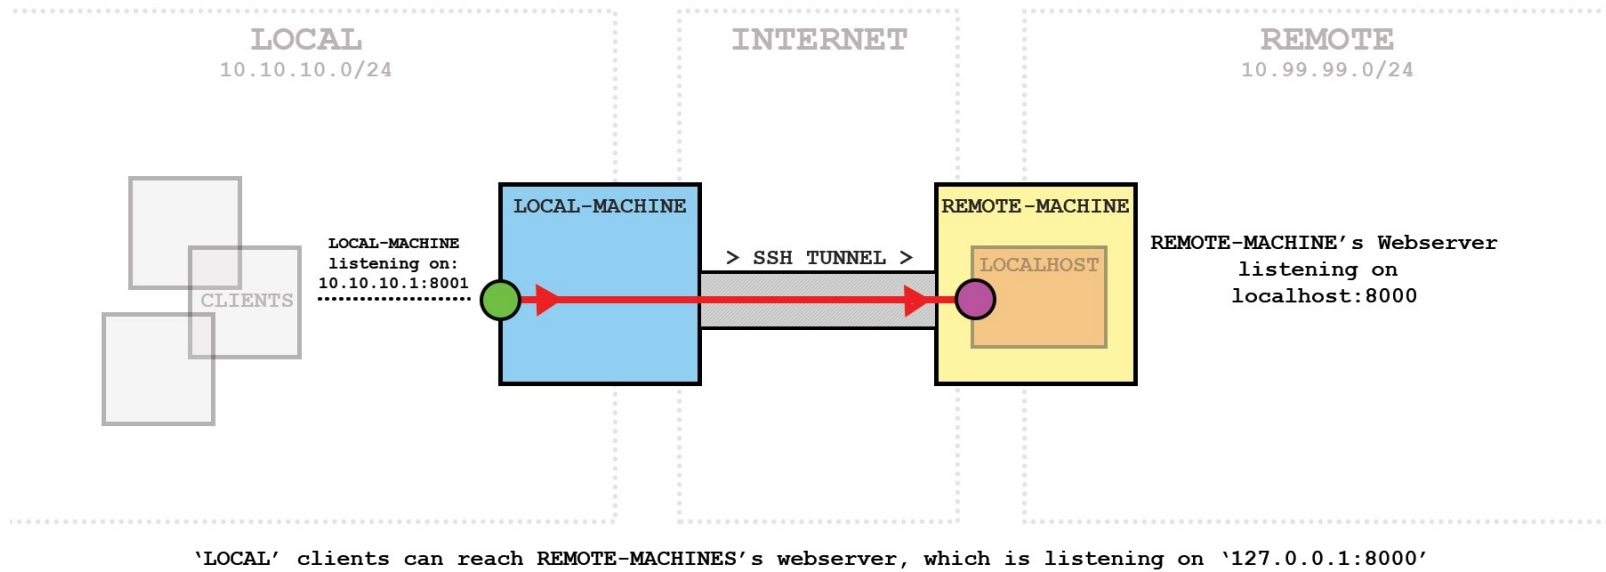 LOCAL
10.10.10.0/24
INTERNET
REMOTE
10.99.99.0/24
CLIENTS
LOCAL-MACHINE
listening on:
10.10.10.1:8001
LOCAL-MACHINE
> SSH TUNNEL >
REMOTE-MACHINE
LOCALHOST
REMOTE-MACHINE’s Webserver
listening on
localhost:8000
‘LOCAL’ clients can reach REMOTE-MACHINES’s webserver, which is listening on ‘127.0.0.1:8000’